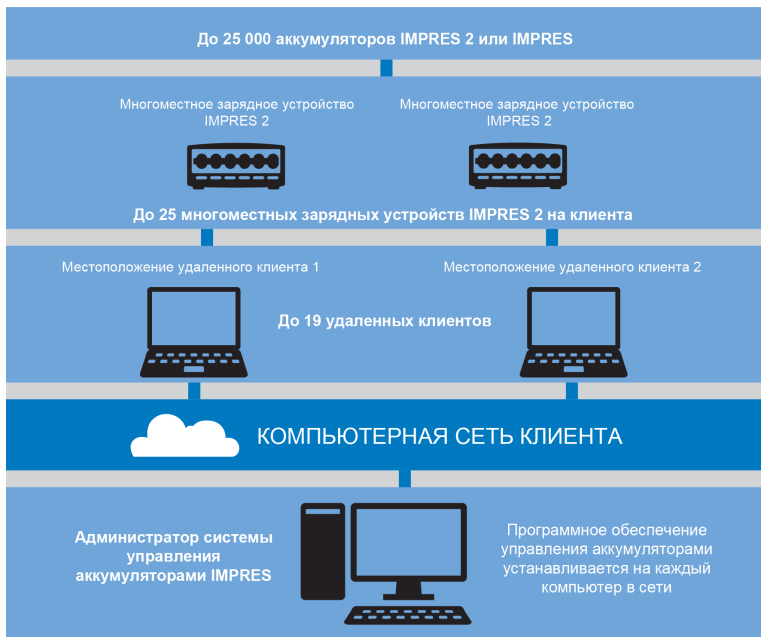 До 25 000 аккумуляторов IMPRES 2 или IMPRES
Многоместное зарядное устройство
IMPRES 2
Многоместное зарядное устройство
IMPRES 2
До 25 многоместных зарядных устройств IMPRES 2 на клиента
Местоположение удаленного клиента 1
Местоположение удаленного клиента 2
До 19 удаленных клиентов
КОМПЬЮТЕРНАЯ СЕТЬ КЛИЕНТА
Администратор системы
управления
аккумуляторами IMPRES
Программное обеспечение
управления аккумуляторами
устанавливается на каждый
компьютер в сети